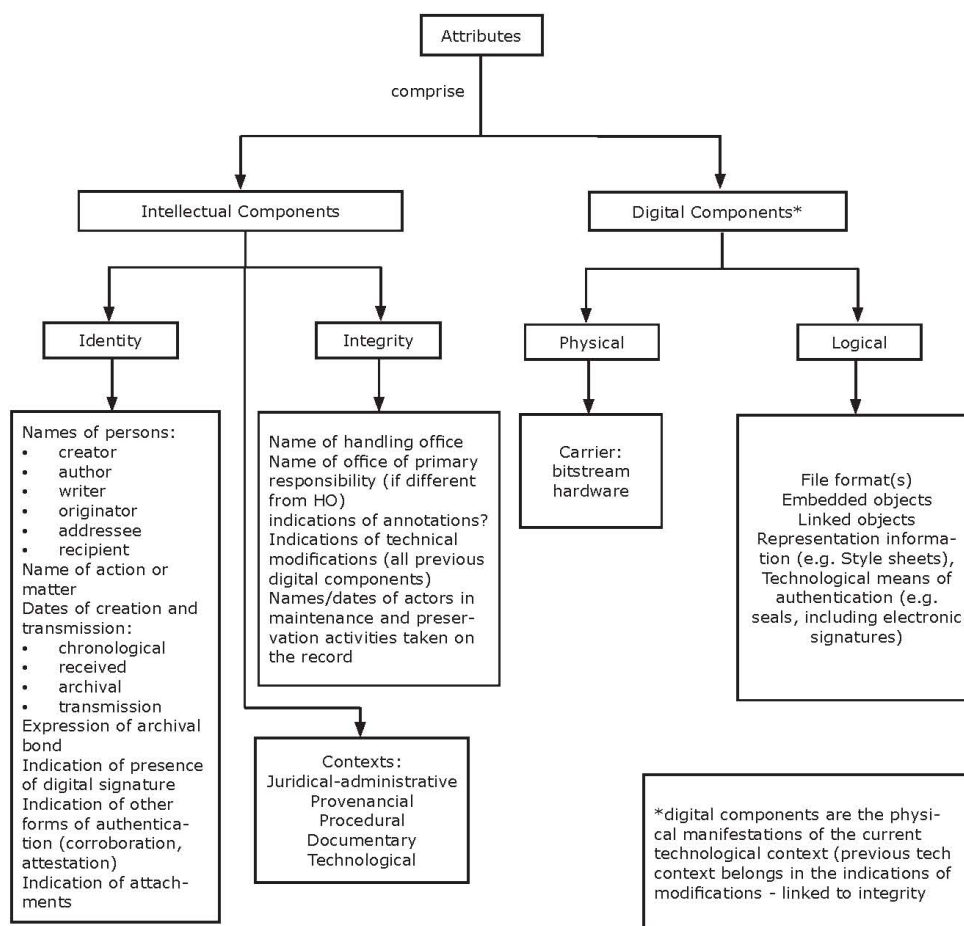 Attributes
comprise
Intellectual Components
Digital Components*
Identity
Integrity
Physical
Logical
Names of persons:
• creator
• author
• writer
• originator
• addressee
• recipient
Name of action or
matter
Dates of creation and
transmission:
• chronological
• received
• archival
• transmission
Expression of archival
bond
Indication of presence
of digital signature
Indication of other
forms of authentica-
tion (corroboration,
attestation)
Indication of attach-
ments
Name of handling office
Name of office of primary
responsibility (if different
from HO)
indications of annotations?
Indications of technical
modifications (all previous
digital components)
Names/dates of actors in
maintenance and preser-
vation activities taken on
the record
Carrier:
bitstream
hardware
File format(s)
Embedded objects
Linked objects
Representation informa-
tion (e.g. Style sheets),
Technological means of
authentication (e.g.
seals, including electronic
signatures)
Contexts:
Juridical-administrative
Provenancial
Procedural
Documentary
Technological
*digital components are the physi-
cal manifestations of the current
technological context (previous tech
context belongs in the indications of
modifications - linked to integrity